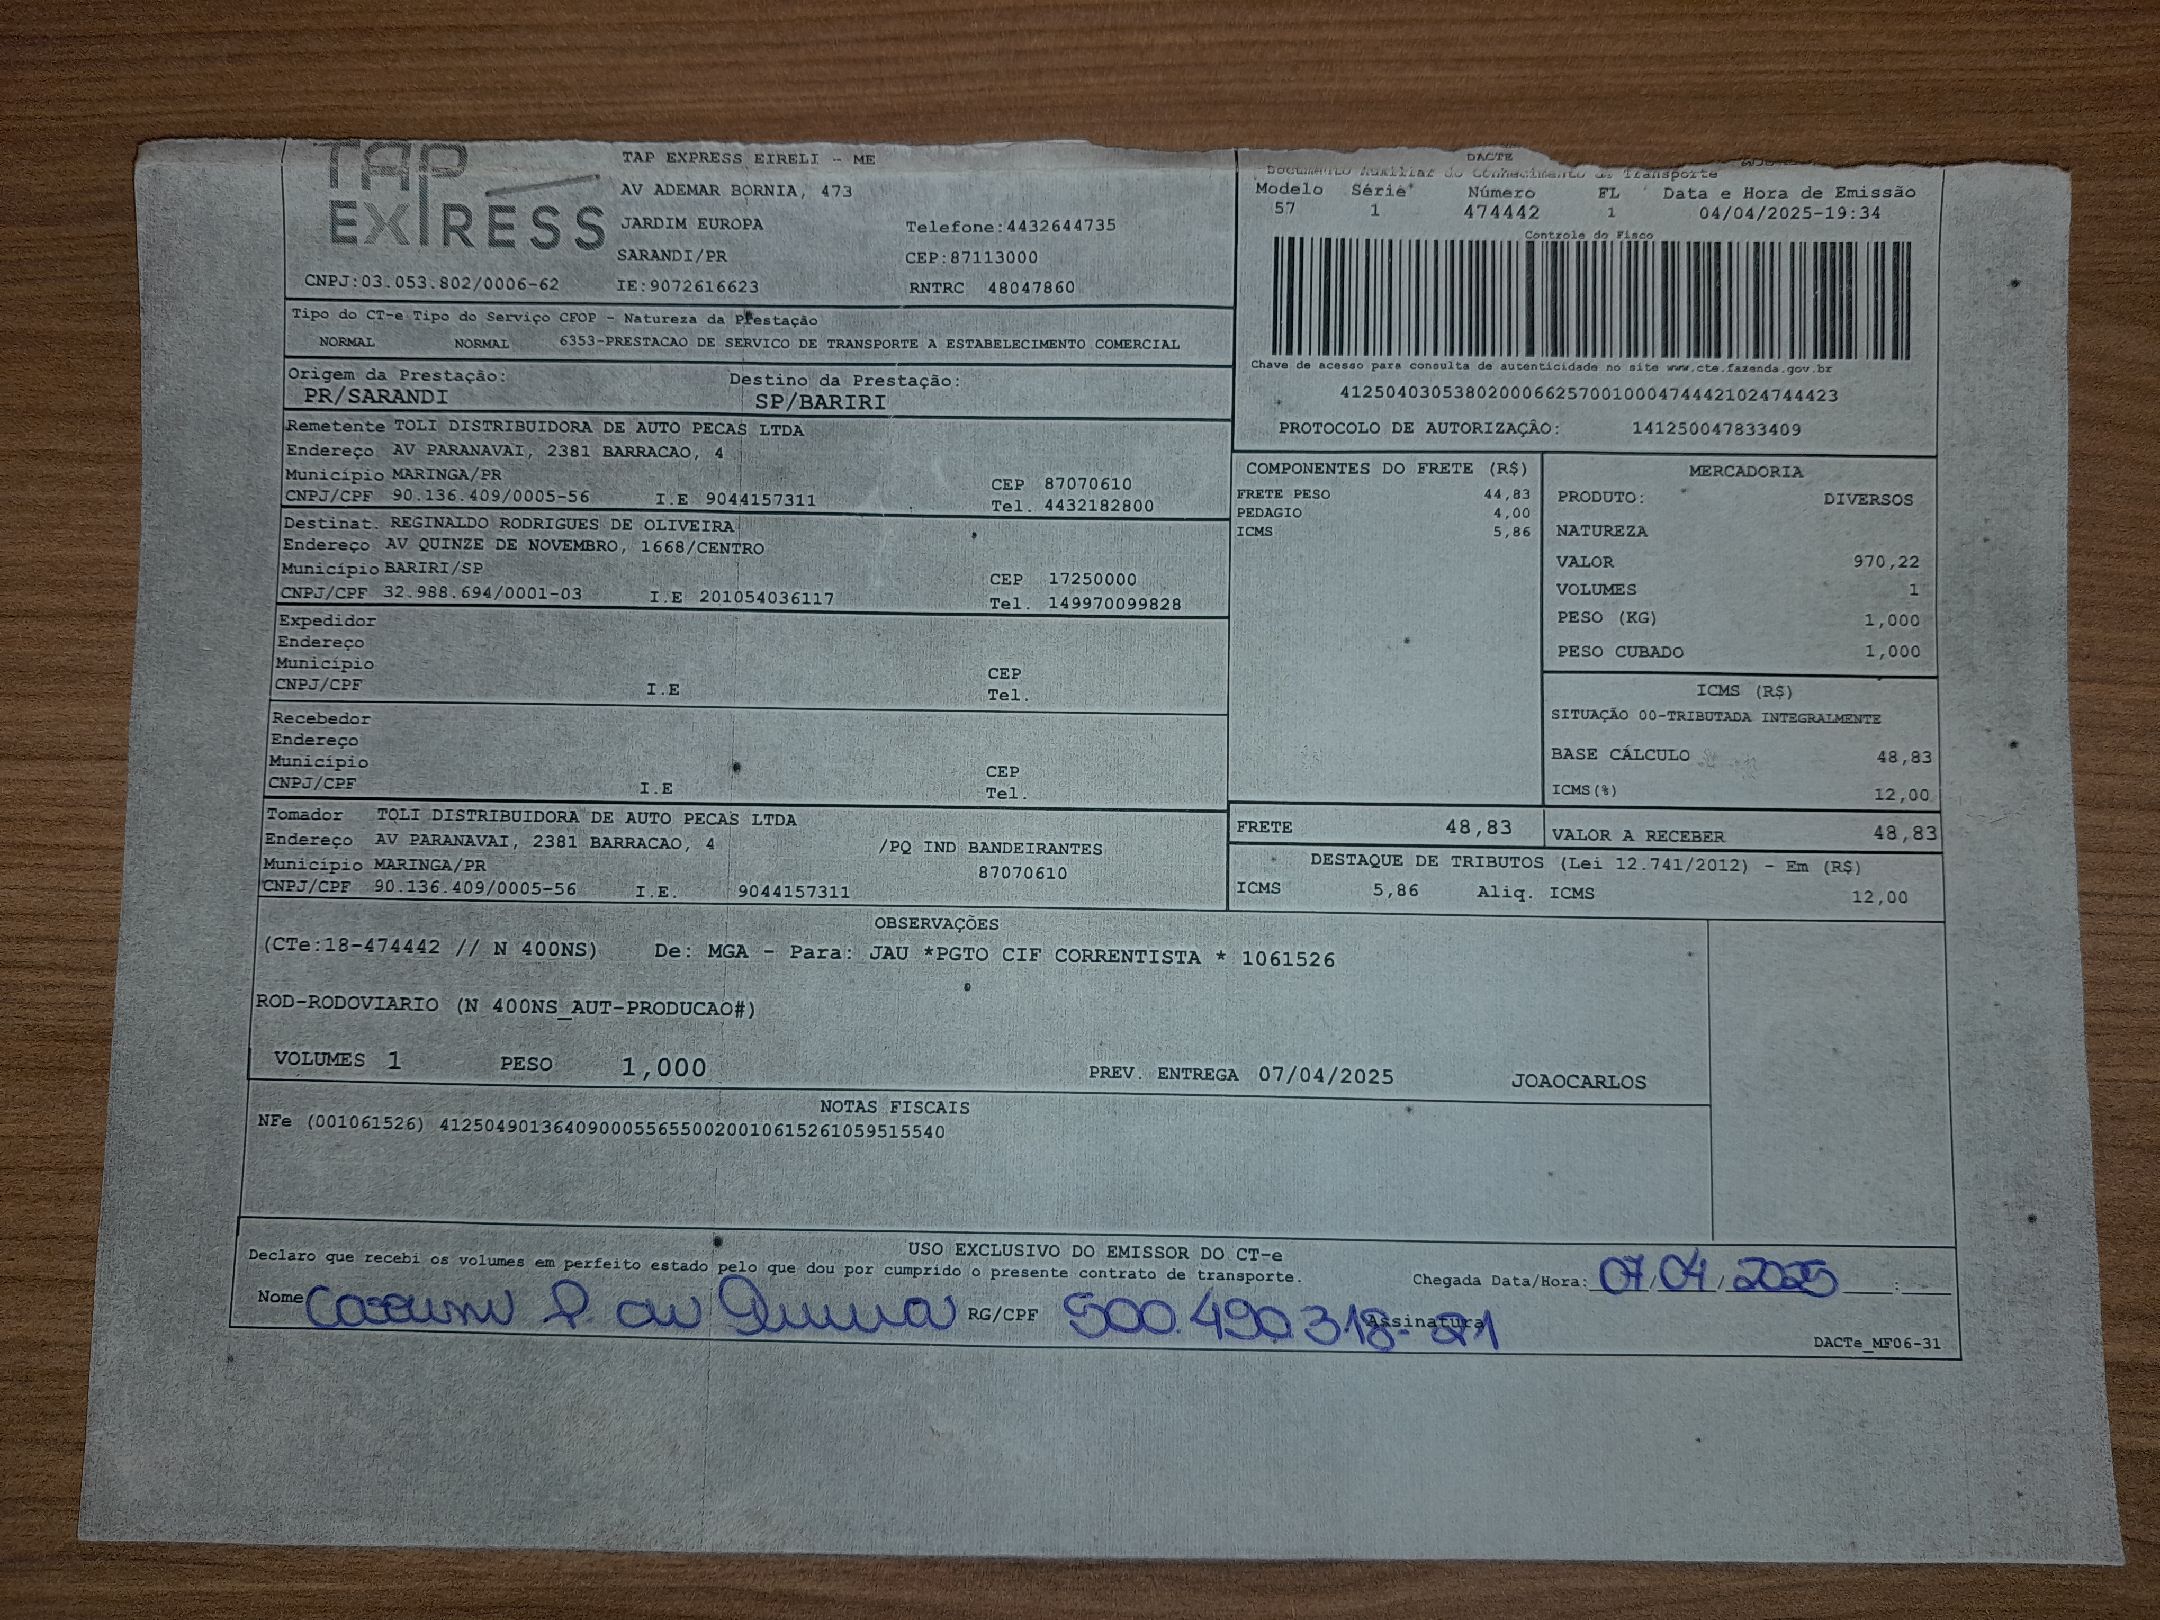 TAP EXPRESS
TAP EXPRESS EIRELI - ME
AV ADEMAR BORNIA, 473
JARDIM EUROPA Telefone:4432644735
SARANDI/PR CEP:87113000
CNPJ:03.053.802/0006-62 IE:9072616623 RNTRC 48047860
DACTE
Documento Auxiliar do Conhecimento de Transporte
Modelo Série Número FL Data e Hora de Emissão
57 1 474442 1 04/04/2025-19:34
Controle do Fisco
Chave de acesso para consulta de autenticidade no site www.cte.fazenda.gov.br
41250403053802000662570010004744421024744423
PROTOCOLO DE AUTORIZAÇÃO: 141250047833409
Tipo do CT-e Tipo do Serviço CFOP - Natureza da Prestação
NORMAL NORMAL 6353-PRESTACAO DE SERVICO DE TRANSPORTE A ESTABELECIMENTO COMERCIAL
Origem da Prestação: Destino da Prestação:
PR/SARANDI SP/BARIRI
Remetente TOLI DISTRIBUIDORA DE AUTO PECAS LTDA
Endereço AV PARANAVAI, 2381 BARRACAO, 4
Município MARINGA/PR CEP 87070610
CNPJ/CPF 90.136.409/0005-56 I.E 9044157311 Tel. 4432182800
Destinat. REGINALDO RODRIGUES DE OLIVEIRA
Endereço AV QUINZE DE NOVEMBRO, 1668/CENTRO
Município BARIRI/SP CEP 17250000
CNPJ/CPF 32.988.694/0001-03 I.E 201054036117 Tel. 149970099828
Expedidor
Endereço
Município CEP
CNPJ/CPF I.E Tel.
Recebedor
Endereço
Município CEP
CNPJ/CPF I.E Tel.
Tomador TOLI DISTRIBUIDORA DE AUTO PECAS LTDA
Endereço AV PARANAVAI, 2381 BARRACAO, 4 /PQ IND BANDEIRANTES
Município MARINGA/PR 87070610
CNPJ/CPF 90.136.409/0005-56 I.E. 9044157311
COMPONENTES DO FRETE (R$)
FRETE PESO 44,83
PEDAGIO 4,00
ICMS 5,86
MERCADORIA
PRODUTO: DIVERSOS
NATUREZA
VALOR 970,22
VOLUMES 1
PESO (KG) 1,000
PESO CUBADO 1,000
ICMS (R$)
SITUAÇÃO 00-TRIBUTADA INTEGRALMENTE
BASE CÁLCULO 48,83
ICMS(%) 12,00
FRETE 48,83 VALOR A RECEBER 48,83
DESTAQUE DE TRIBUTOS (Lei 12.741/2012) - Em (R$)
ICMS 5,86 Aliq. ICMS 12,00
OBSERVAÇÕES
(CTe:18-474442 // N 400NS) De: MGA - Para: JAU *PGTO CIF CORRENTISTA * 1061526
ROD-RODOVIARIO (N 400NS_AUT-PRODUCAO#)
VOLUMES 1 PESO 1,000 PREV. ENTREGA 07/04/2025 JOAOCARLOS
NOTAS FISCAIS
NFe (001061526) 41250490136409000556550020010615261059515540
USO EXCLUSIVO DO EMISSOR DO CT-e
Declaro que recebi os volumes em perfeito estado pelo que dou por cumprido o presente contrato de transporte.
Chegada Data/Hora: 07/04/2025 :
Nome RG/CPF 500.490.318-21 Assinatura
DACTe_MF06-31